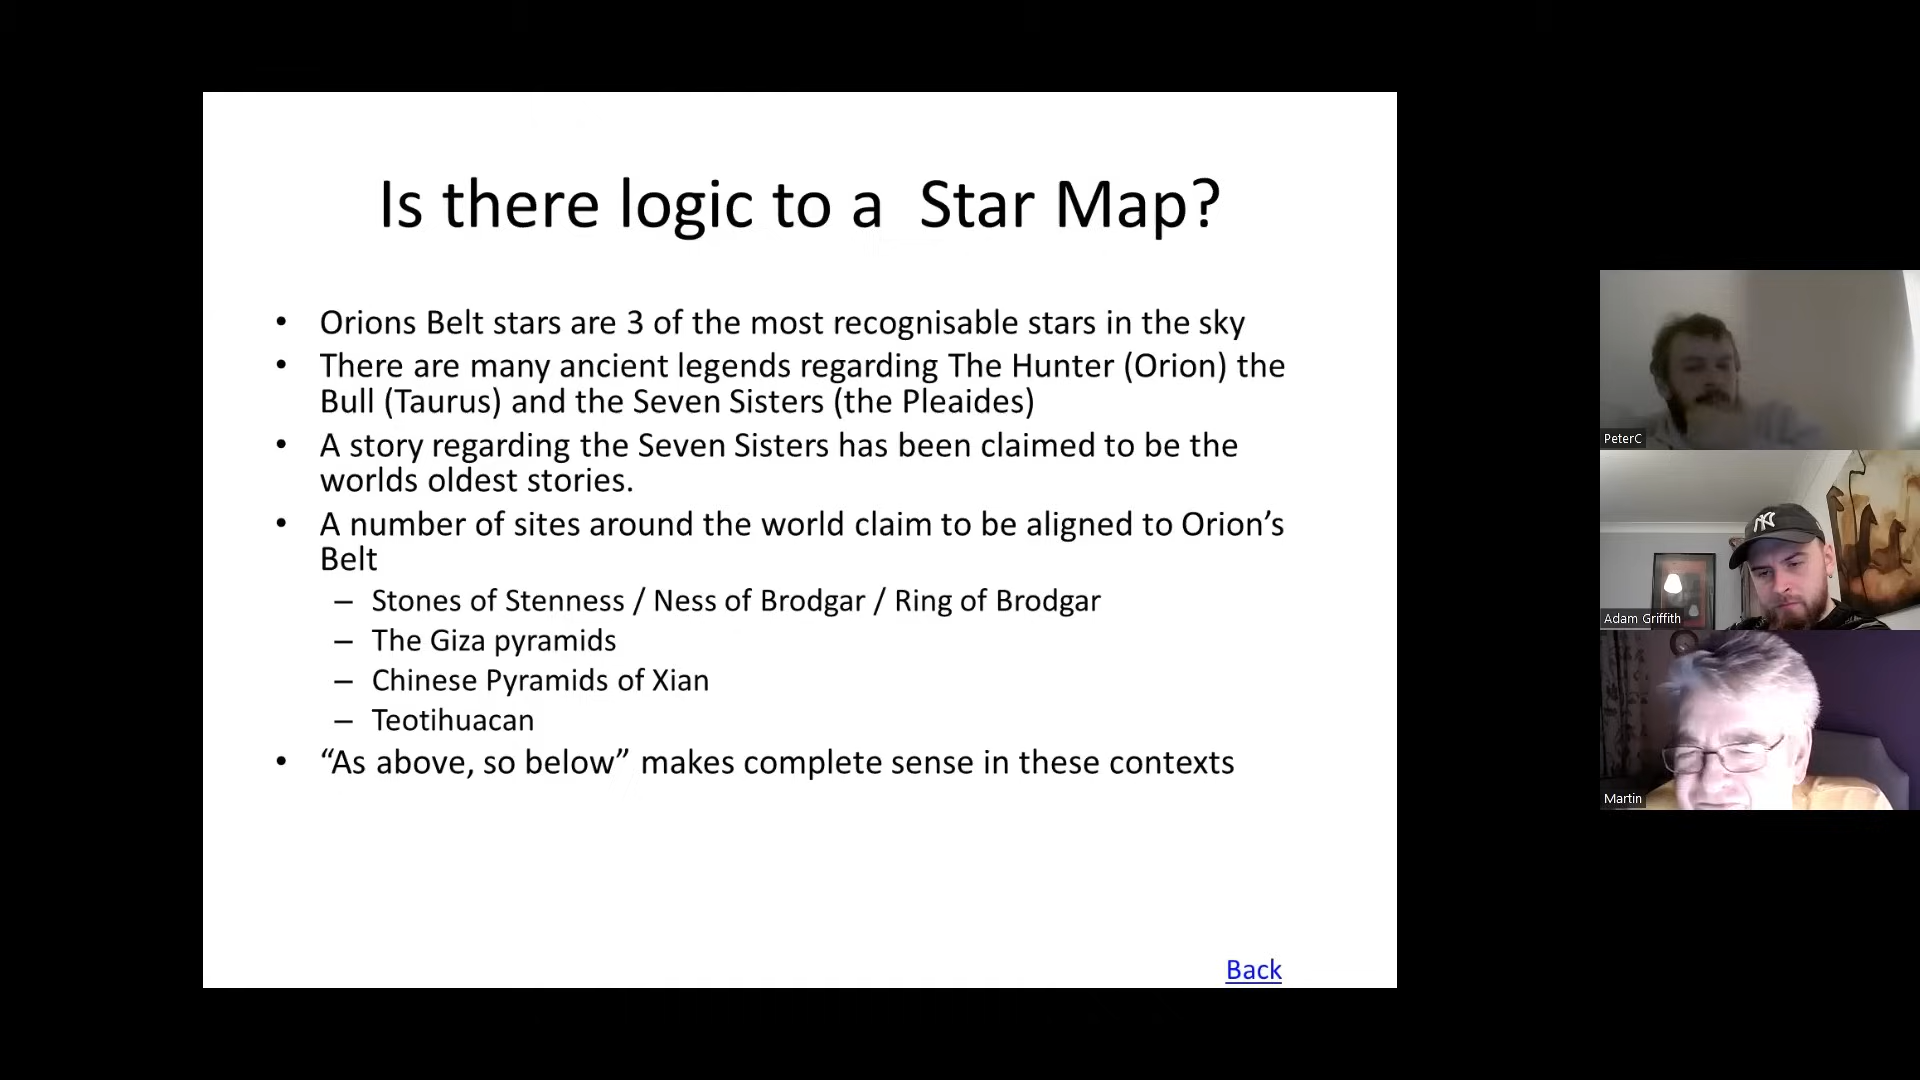 Is there logic to a  Star Map?
• Orions Belt stars are 3 of the most recognisable stars in the sky
• There are many ancient legends regarding The Hunter (Orion) the
Bull (Taurus) and the Seven Sisters (the Pleaides)
• A story regarding the Seven Sisters has been claimed to be the
worlds oldest stories.
• A number of sites around the world claim to be aligned to Orion’s
Belt
– Stones of Stenness / Ness of Brodgar / Ring of Brodgar
– The Giza pyramids
– Chinese Pyramids of Xian
– Teotihuacan
• “As above, so below” makes complete sense in these contexts
Back
PeterC
NY
Adam Griffith
Martin